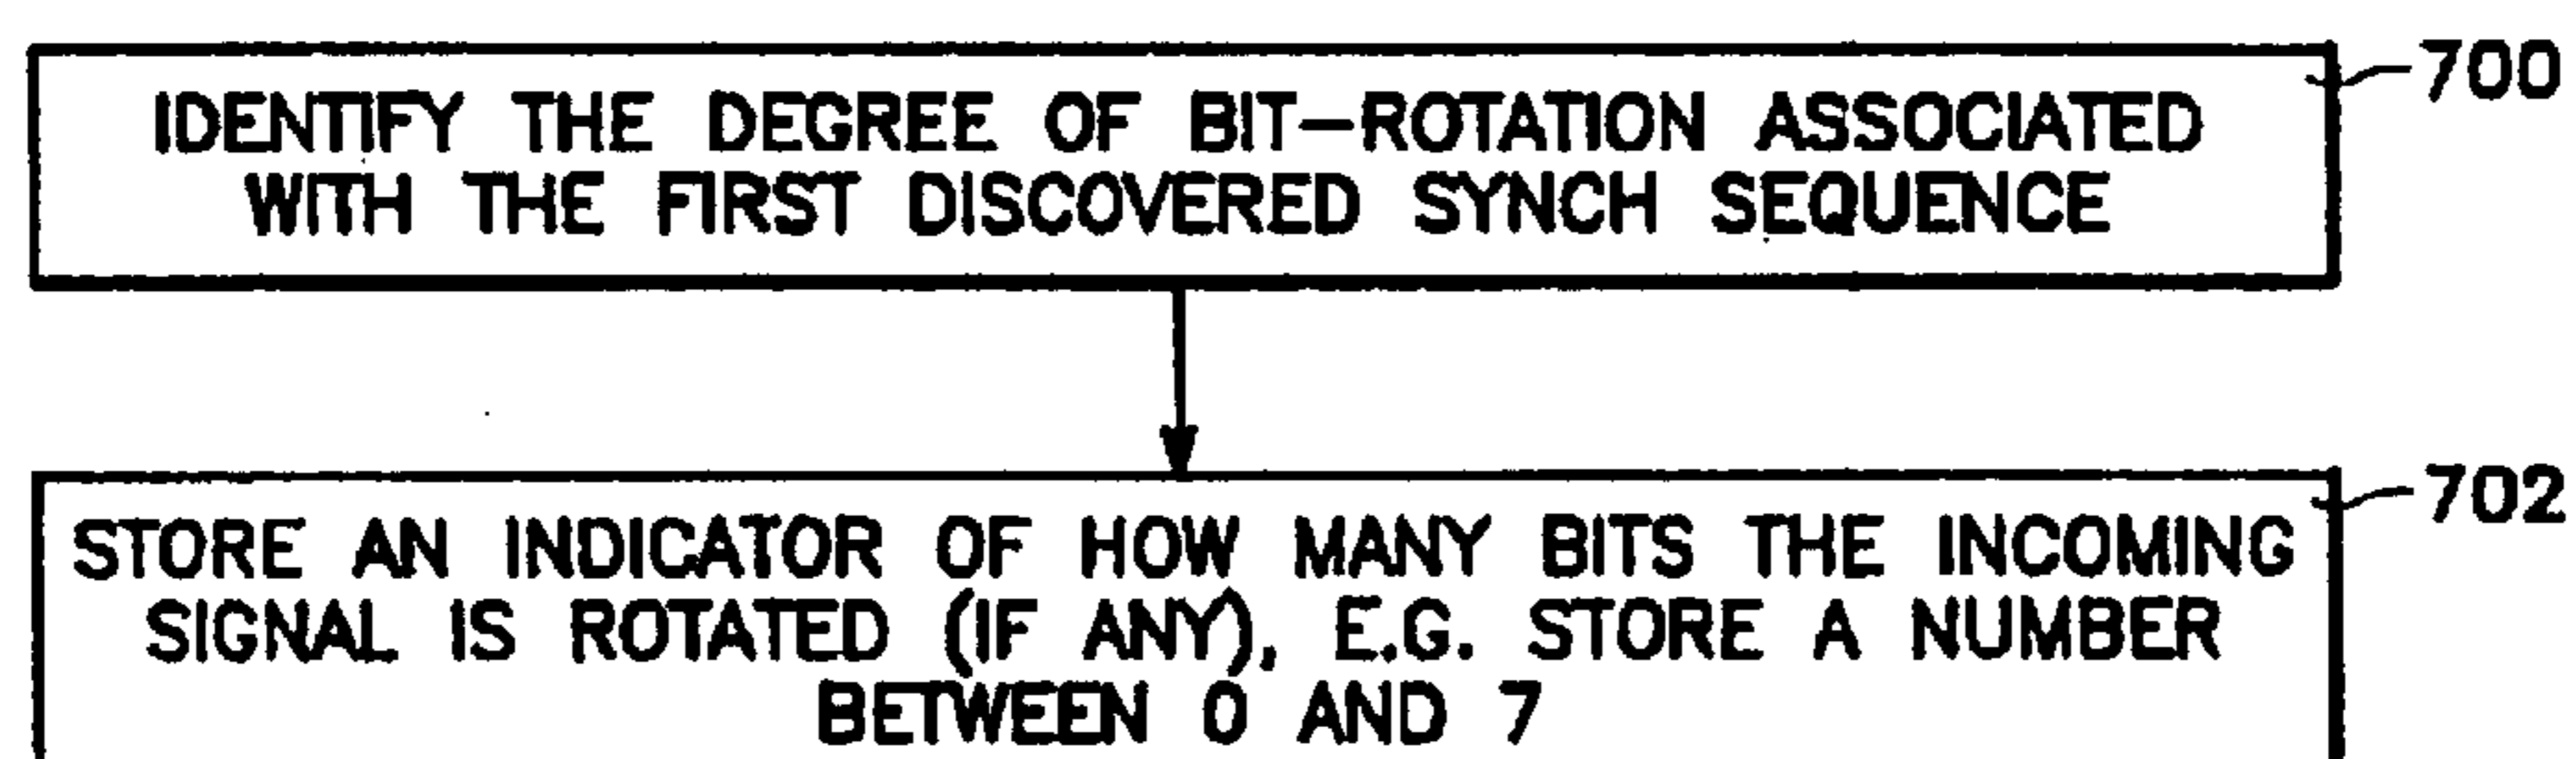 700
IDENTIFY THE DEGREE OF BIT-ROTATION ASSOCIATED
WITH THE FIRST DISCOVERED SYNCH SEQUENCE
702
STORE AN INDICATOR OF HOW MANY BITS THE INCOMING
SIGNAL IS ROTATED (IF ANY), E.G. STORE A NUMBER
BETWEEN 0 AND 7